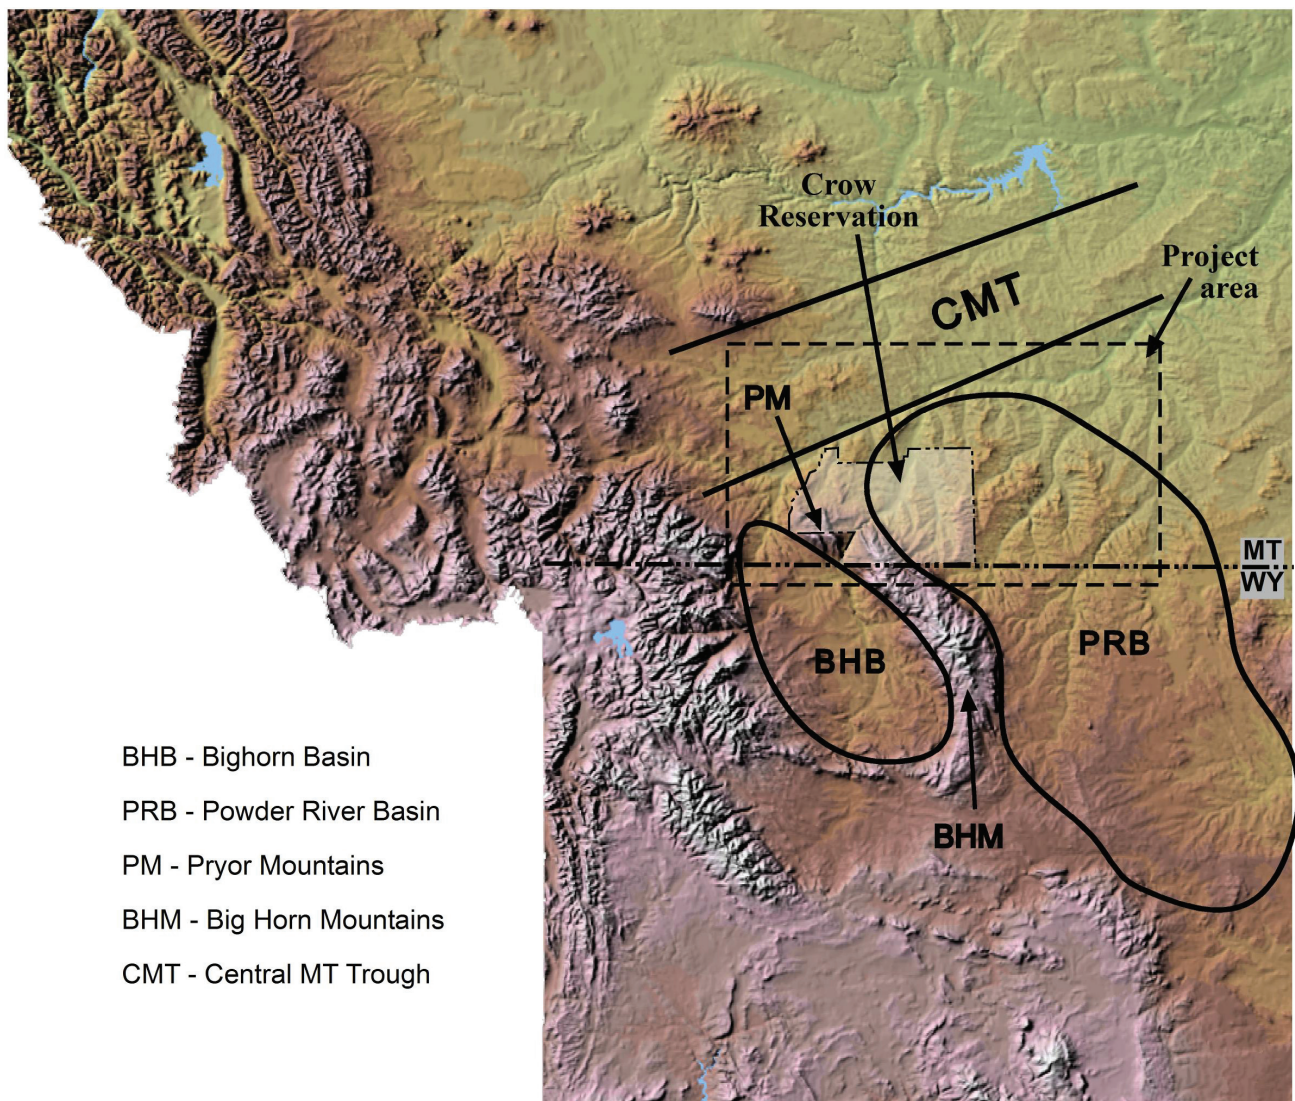 Crow
Reservation
Project
area
CMT
PM
MT
WY
BHB
PRB
BHM
BHB - Bighorn Basin
PRB - Powder River Basin
PM - Pryor Mountains
BHM - Big Horn Mountains
CMT - Central MT Trough